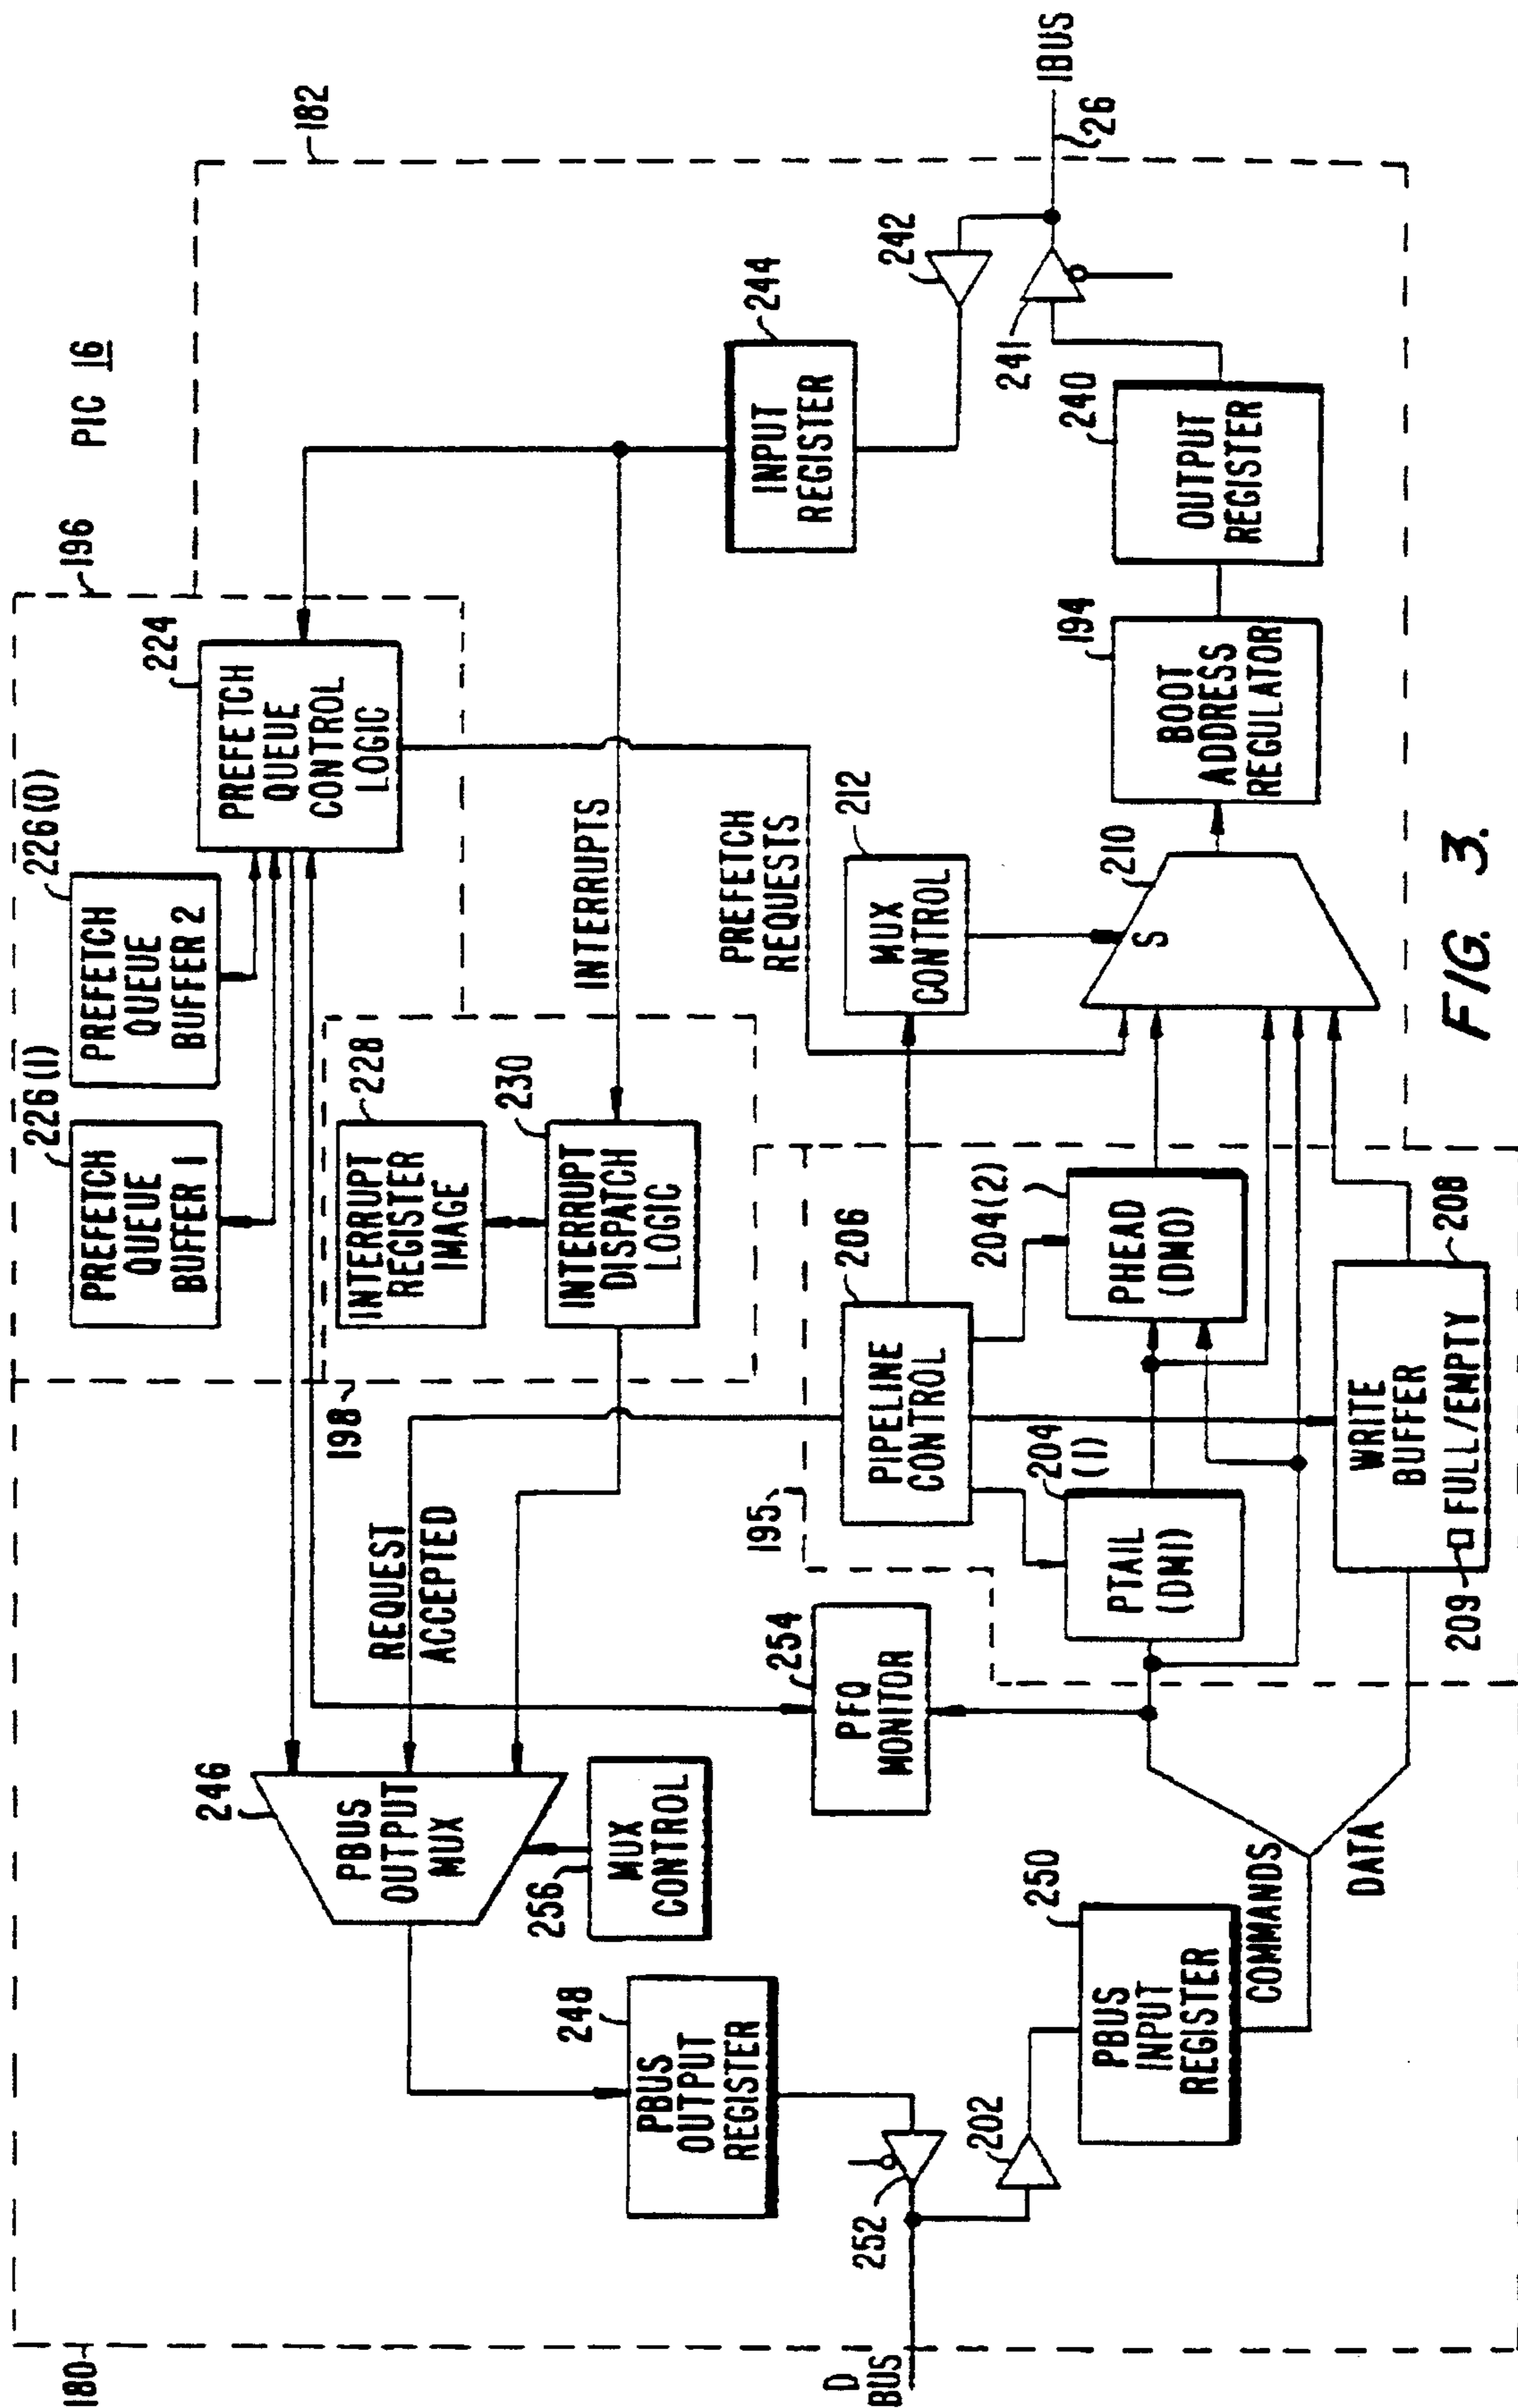 180
196
PIC 16
182
226(1)
PREFETCH
QUEUE
BUFFER 1
226(0)
PREFETCH
QUEUE
BUFFER 2
224
PREFETCH
QUEUE
CONTROL
LOGIC
246
PBUS
OUTPUT
MUX
REQUEST
ACCEPTED
198
INTERRUPT
REGISTER
IMAGE
228
230
INTERRUPT
DISPATCH
LOGIC
INTERRUPTS
256
MUX
CONTROL
248
PBUS
OUTPUT
REGISTER
PREFETCH
REQUESTS
244
INPUT
REGISTER
242
254
PFQ
MONITOR
195
206
PIPELINE
CONTROL
212
MUX
CONTROL
D
BUS
252
202
250
PBUS
INPUT
REGISTER
COMMANDS
DATA
204
(1)
PTAIL
(DM1)
204(2)
PHEAD
(DM0)
210
S
194
BOOT
ADDRESS
REGULATOR
240
OUTPUT
REGISTER
241
26
IBUS
208
WRITE
BUFFER
FULL/EMPTY
209
FIG. 3.